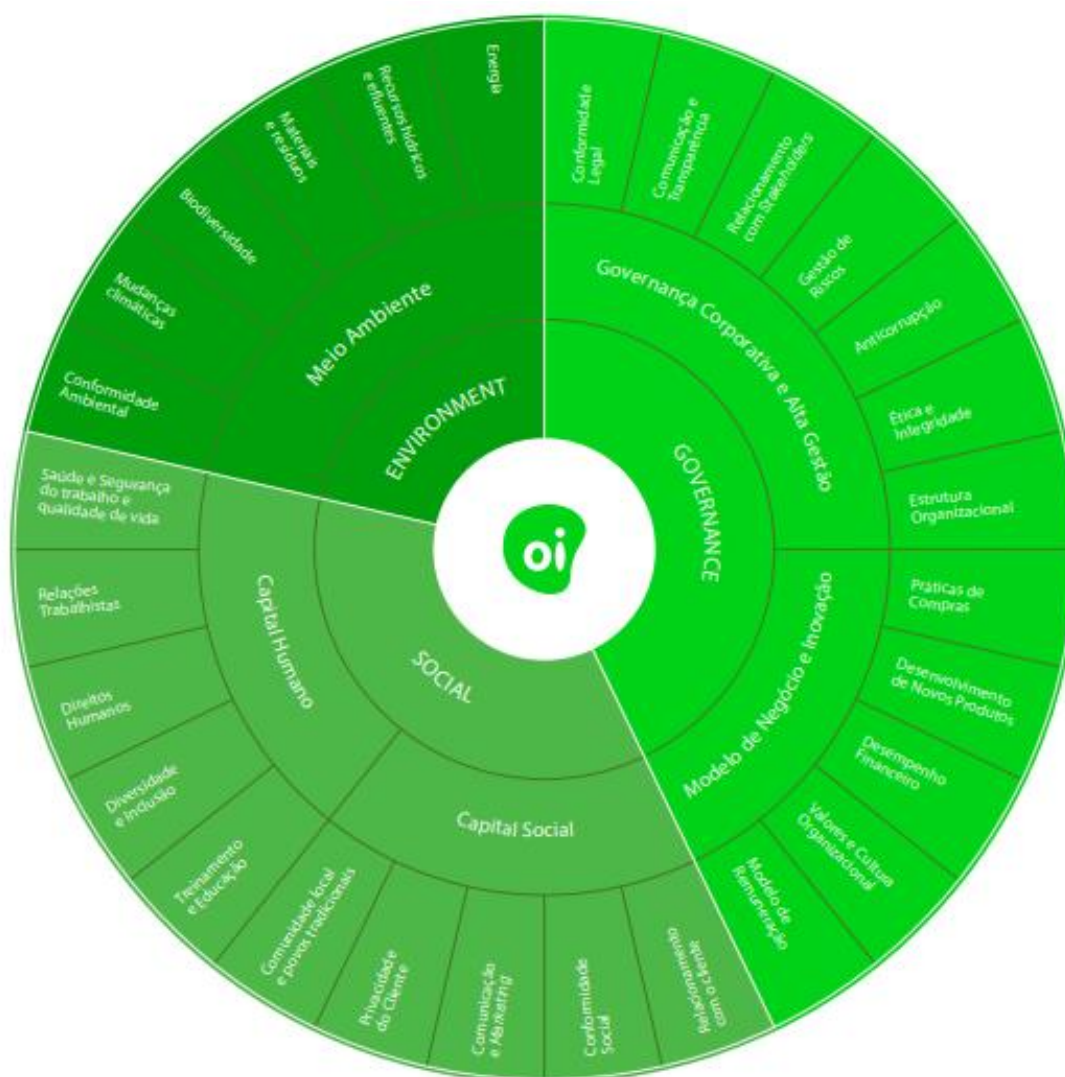 oi
ENVIRONMENT
Meio Ambiente
Conformidade
Ambiental
Mudanças
climáticas
Biodiversidade
Materiais
e resíduos
Recursos hídricos
e efluentes
Energia
GOVERNANCE
Governança Corporativa e Alta Gestão
Conformidade
Legal
Comunicação e
Transparência
Relacionamento
com Stakeholders
Gestão de
Riscos
Anticorrupção
Ética e
Integridade
Estrutura
Organizacional
Modelo de Negócio e Inovação
Práticas de
Compras
Desenvolvimento
de Novos Produtos
Desempenho
Financeiro
Valores e Cultura
Organizacional
Modelo de
Remuneração
SOCIAL
Capital Social
Relacionamento
com o cliente
Conformidade
Social
Comunicação
e Marketing
Privacidade
do Cliente
Comunidade local
e povos tradicionais
Capital Humano
Treinamento
e Educação
Diversidade
e Inclusão
Direitos
Humanos
Relações
Trabalhistas
Saúde e Segurança
do trabalho e
qualidade de vida